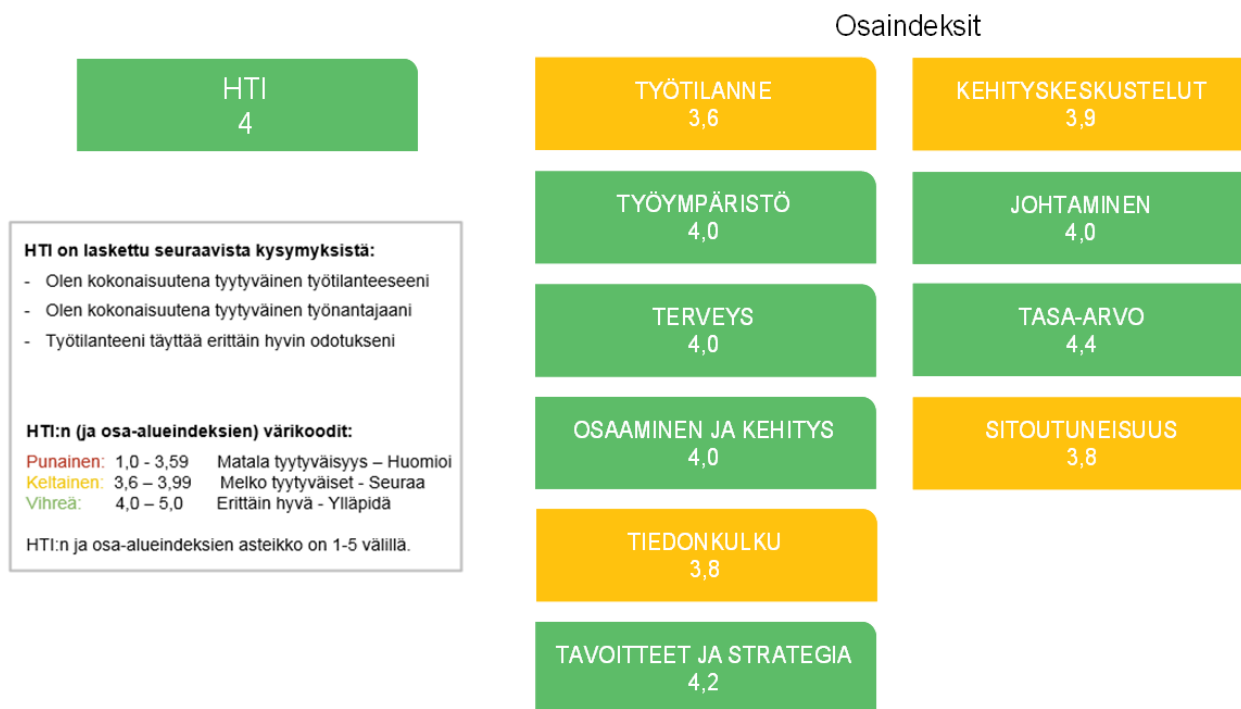 Osaindeksit
HTI
4
HTI on laskettu seuraavista kysymyksistä:
- Olen kokonaisuutena tyytyväinen työtilanteeseeni
- Olen kokonaisuutena tyytyväinen työnantajaani
- Työtilanteeni täyttää erittäin hyvin odotukseni
HTI:n (ja osa-alueindeksien) värikoodit:
Punainen: 1,0 - 3,59 Matala tyytyväisyys – Huomioi
Keltainen: 3,6 – 3,99 Melko tyytyväiset - Seuraa
Vihreä: 4,0 – 5,0 Erittäin hyvä - Ylläpidä
HTI:n ja osa-alueindeksien asteikko on 1-5 välillä.
TYÖTILANNE
3,6
TYÖYMPÄRISTÖ
4,0
TERVEYS
4,0
OSAAMINEN JA KEHITYS
4,0
TIEDONKULKU
3,8
TAVOITTEET JA STRATEGIA
4,2
KEHITYSKESKUSTELUT
3,9
JOHTAMINEN
4,0
TASA-ARVO
4,4
SITOUTUNEISUUS
3,8